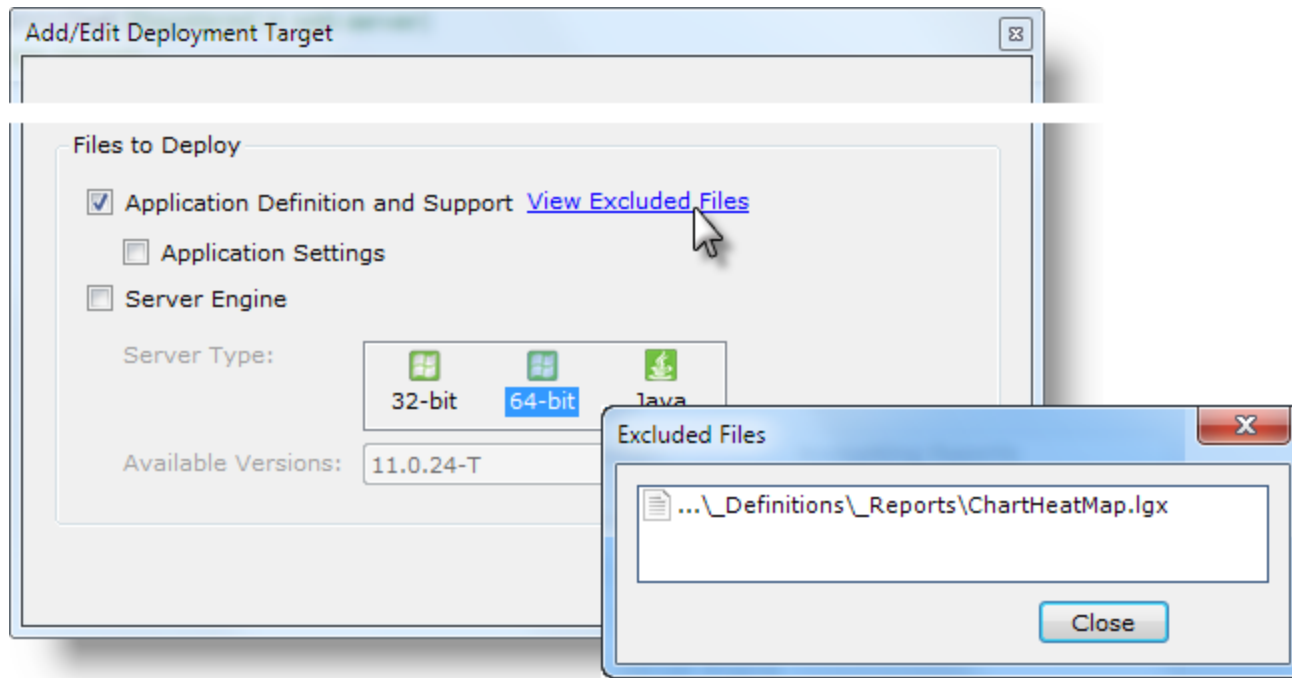 Add/Edit Deployment Target
Files to Deploy
Application Definition and Support View Excluded Files
Application Settings
Server Engine
Server Type:
32-bit 64-bit Java
Available Versions: 11.0.24-T
Excluded Files
...\_Definitions\_Reports\ChartHeatMap.lgx
Close